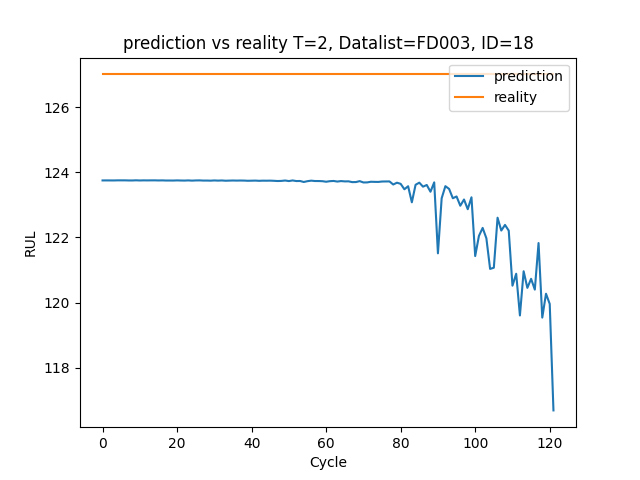 prediction vs reality T=2, Datalist=FD003, ID=18
prediction
reality
126
124
122
120
118
RUL
0
20
40
60
80
100
120
Cycle